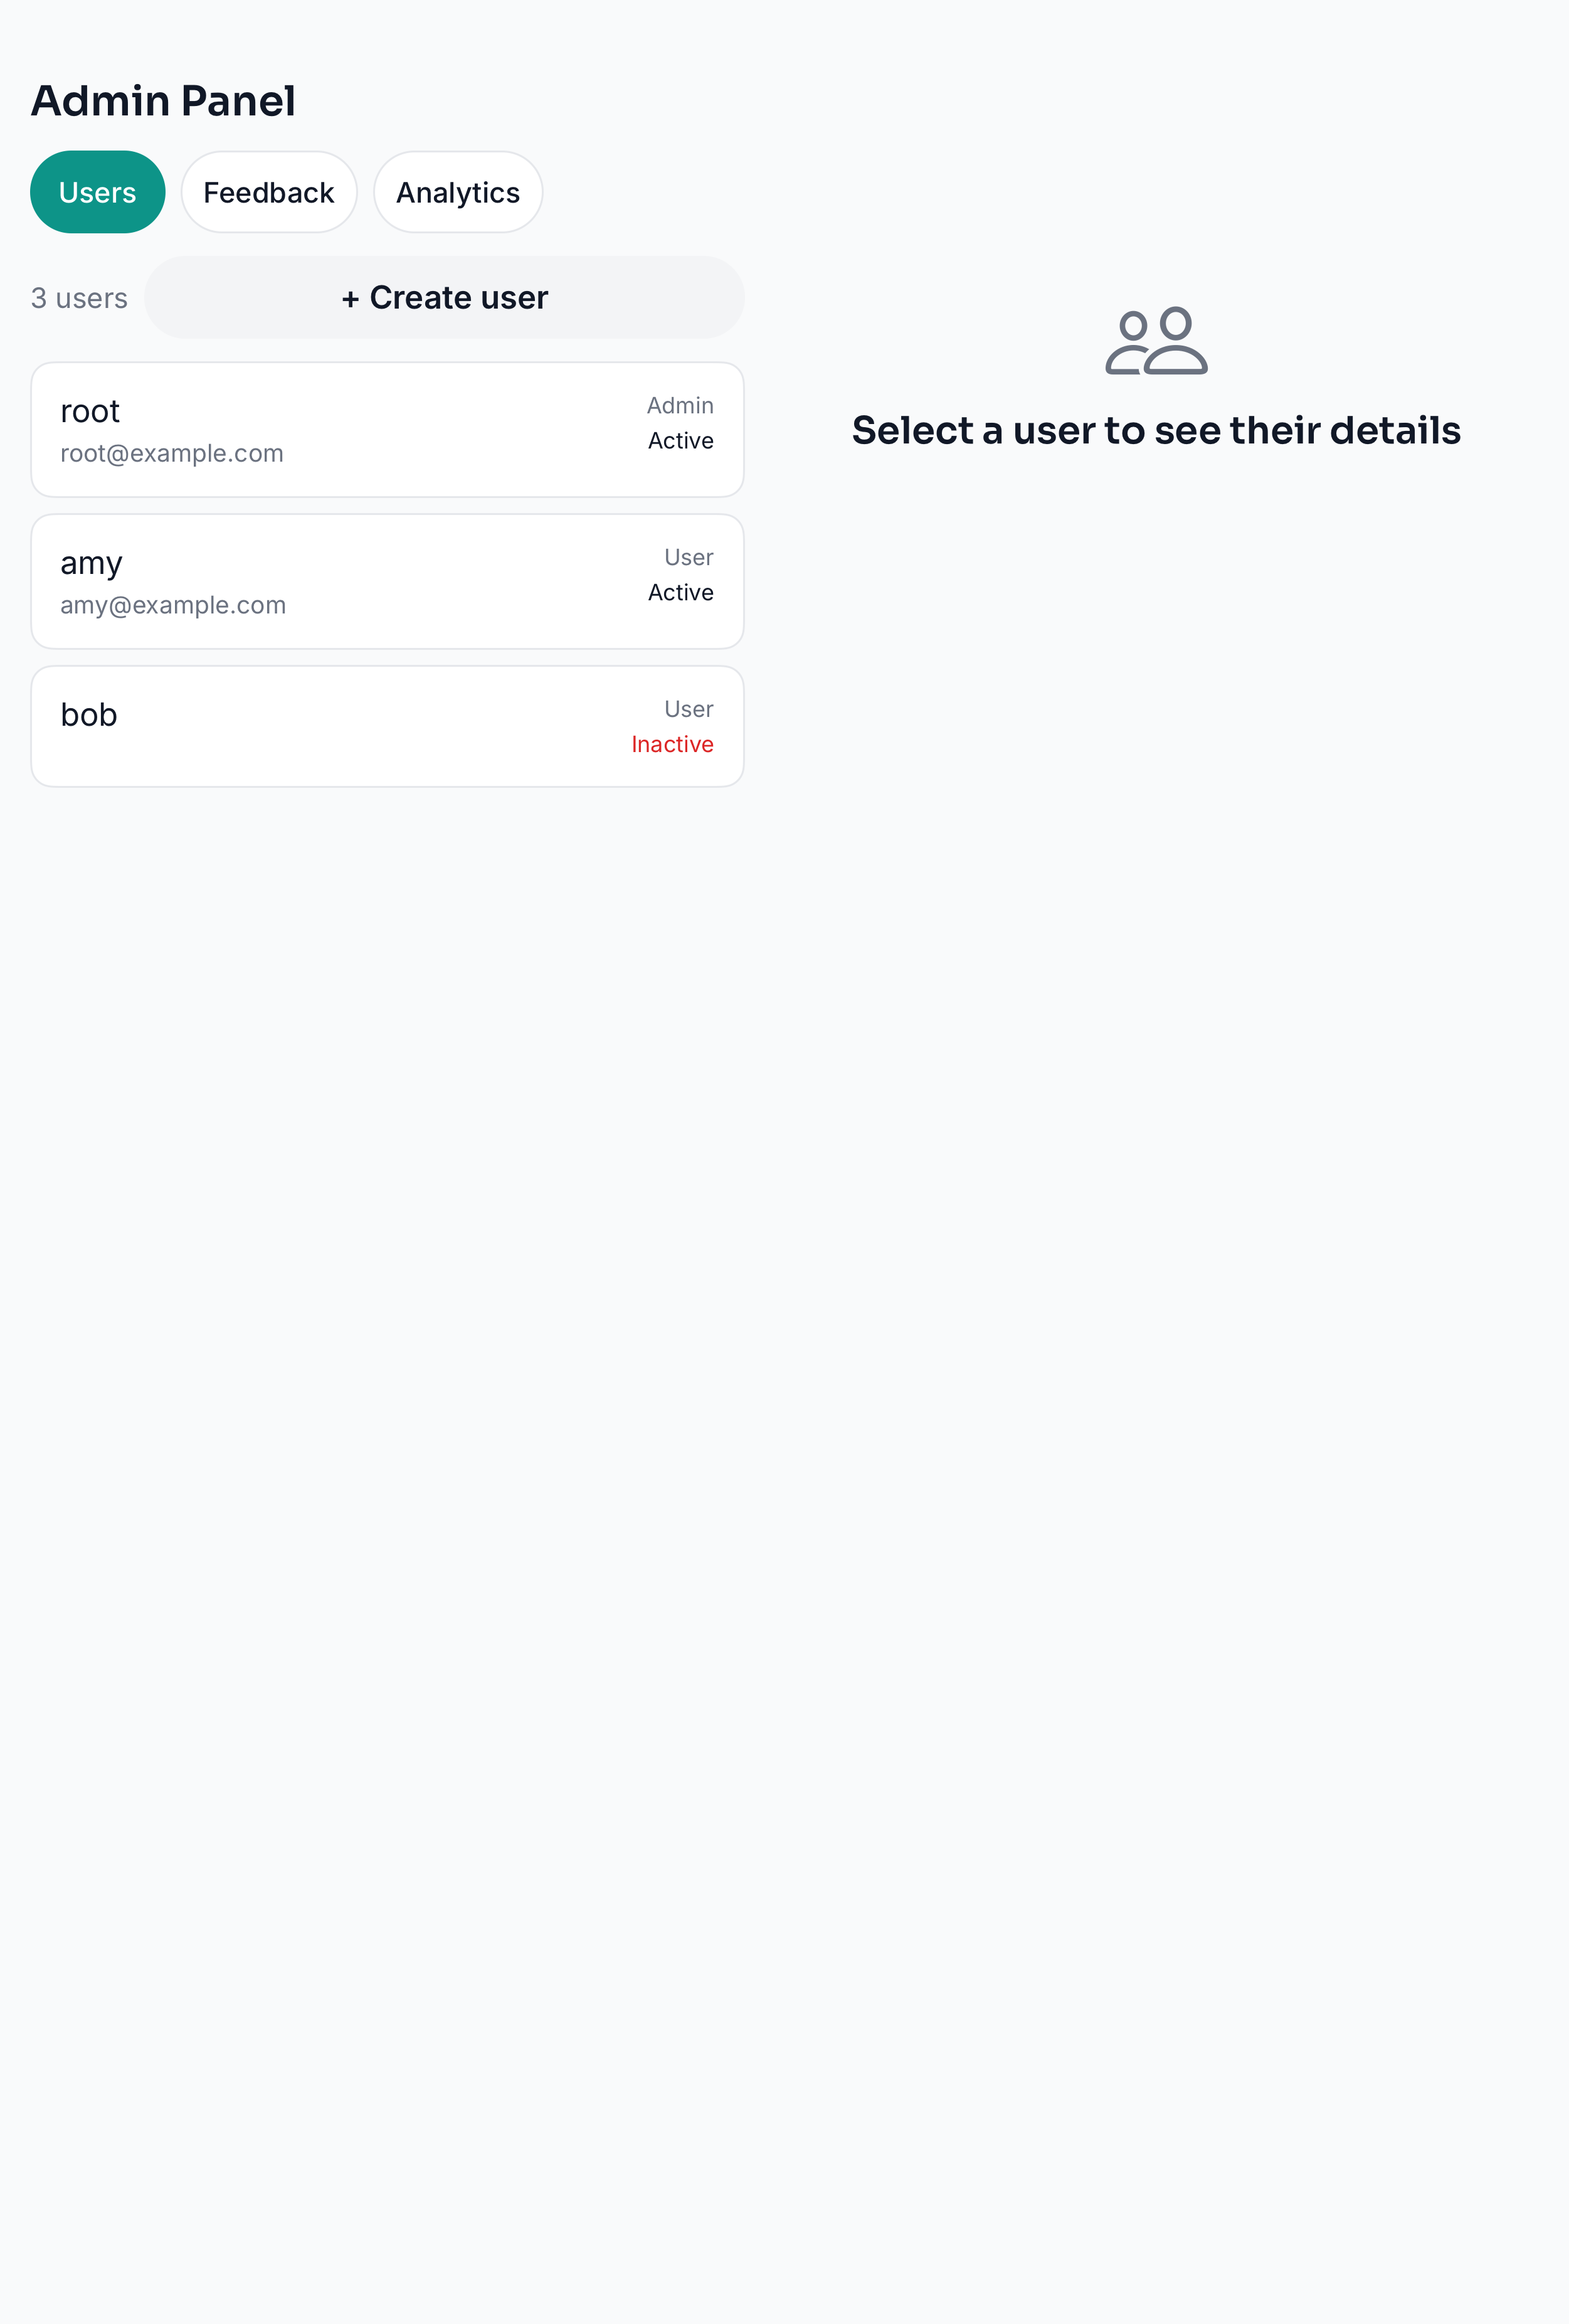 Admin Panel
Users Feedback Analytics
3 users + Create user
root Admin
root@example.com Active
amy User
amy@example.com Active
bob User
Inactive
Select a user to see their details